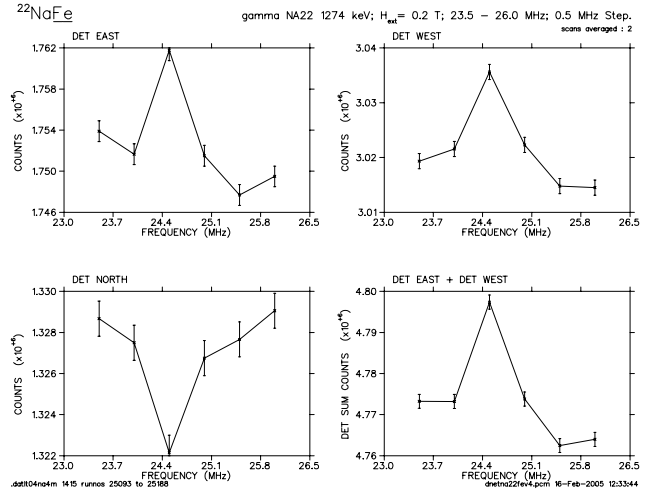 22NaFe
gamma NA22 1274 keV; Hext= 0.2 T; 23.5 - 26.0 MHz; 0.5 MHz Step.
scans averaged : 2
DET EAST
1.762
1.758
1.754
1.750
1.746
COUNTS (x10+6)
23.0 23.7 24.4 25.1 25.8 26.5
FREQUENCY (MHz)
DET WEST
3.04
3.03
3.02
3.01
COUNTS (x10+6)
23.0 23.7 24.4 25.1 25.8 26.5
FREQUENCY (MHz)
DET NORTH
1.330
1.328
1.326
1.324
1.322
COUNTS (x10+6)
23.0 23.7 24.4 25.1 25.8 26.5
FREQUENCY (MHz)
DET EAST + DET WEST
4.80
4.79
4.78
4.77
4.76
DET SUM COUNTS (x10+6)
23.0 23.7 24.4 25.1 25.8 26.5
FREQUENCY (MHz)
.datlt04na4m 1415 runnos 25093 to 25188
dnetna22fev4.pcm 16-Feb-2005 12:33:44